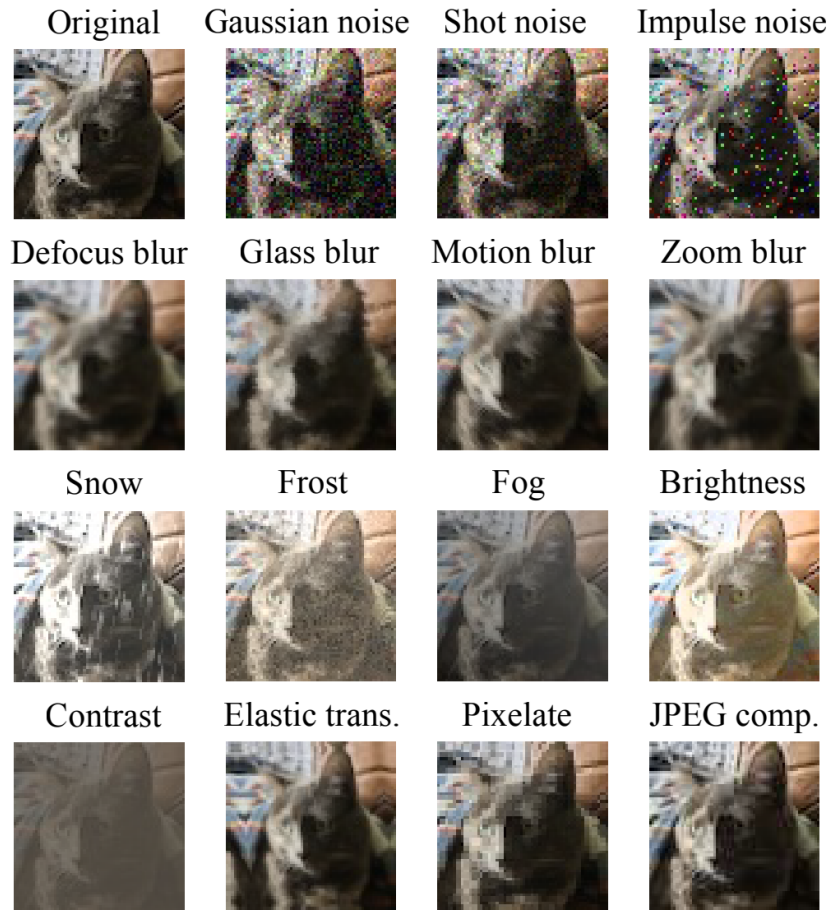 Original Gaussian noise Shot noise Impulse noise
Defocus blur Glass blur Motion blur Zoom blur
Snow Frost Fog Brightness
Contrast Elastic trans. Pixelate JPEG comp.